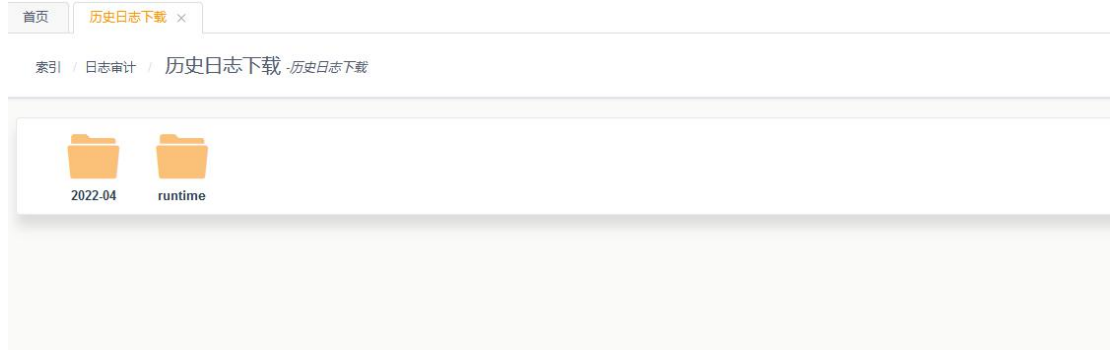 首页 历史日志下载 ×
索引 / 日志审计 / 历史日志下载 -历史日志下载
2022-04 runtime